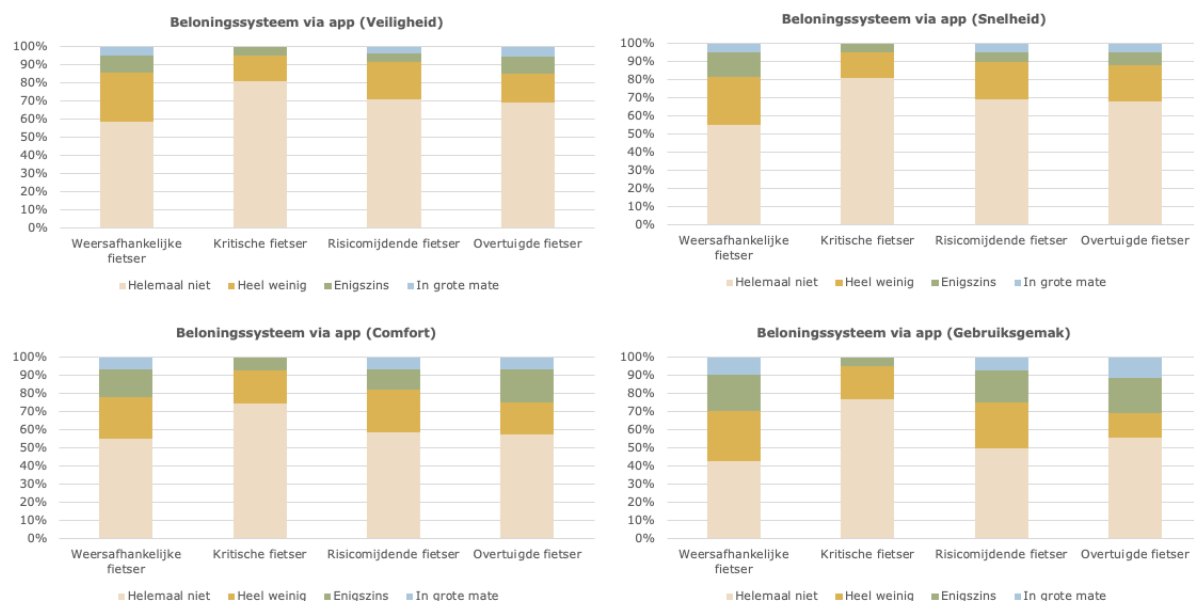 Beloningssysteem via app (Veiligheid)
100%
90%
80%
70%
60%
50%
40%
30%
20%
10%
0%
Weersafhankelijke
fietser
Kritische fietser
Risicomijdende fietser
Overtuigde fietser
Helemaal niet
Heel weinig
Enigszins
In grote mate
Beloningssysteem via app (Snelheid)
100%
90%
80%
70%
60%
50%
40%
30%
20%
10%
0%
Weersafhankelijke
fietser
Kritische fietser
Risicomijdende fietser
Overtuigde fietser
Helemaal niet
Heel weinig
Enigszins
In grote mate
Beloningssysteem via app (Comfort)
100%
90%
80%
70%
60%
50%
40%
30%
20%
10%
0%
Weersafhankelijke
fietser
Kritische fietser
Risicomijdende fietser
Overtuigde fietser
Helemaal niet
Heel weinig
Enigszins
In grote mate
Beloningssysteem via app (Gebruiksgemak)
100%
90%
80%
70%
60%
50%
40%
30%
20%
10%
0%
Weersafhankelijke
fietser
Kritische fietser
Risicomijdende fietser
Overtuigde fietser
Helemaal niet
Heel weinig
Enigszins
In grote mate